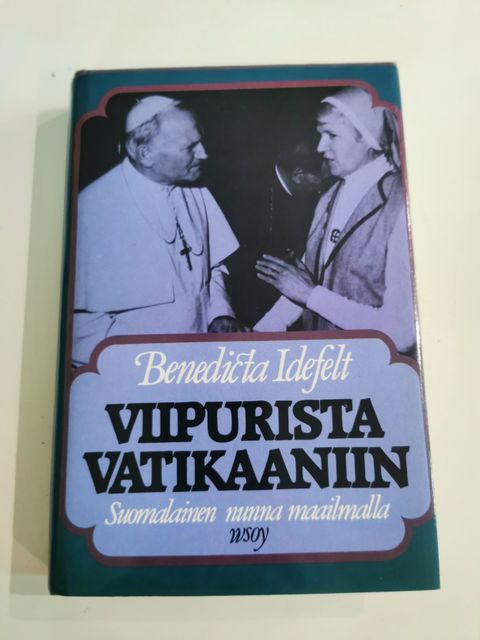 Benedicta Idefelt
VIIPURISTA
VATIKAANIIN
Suomalainen nunna maailmalla
wsoy